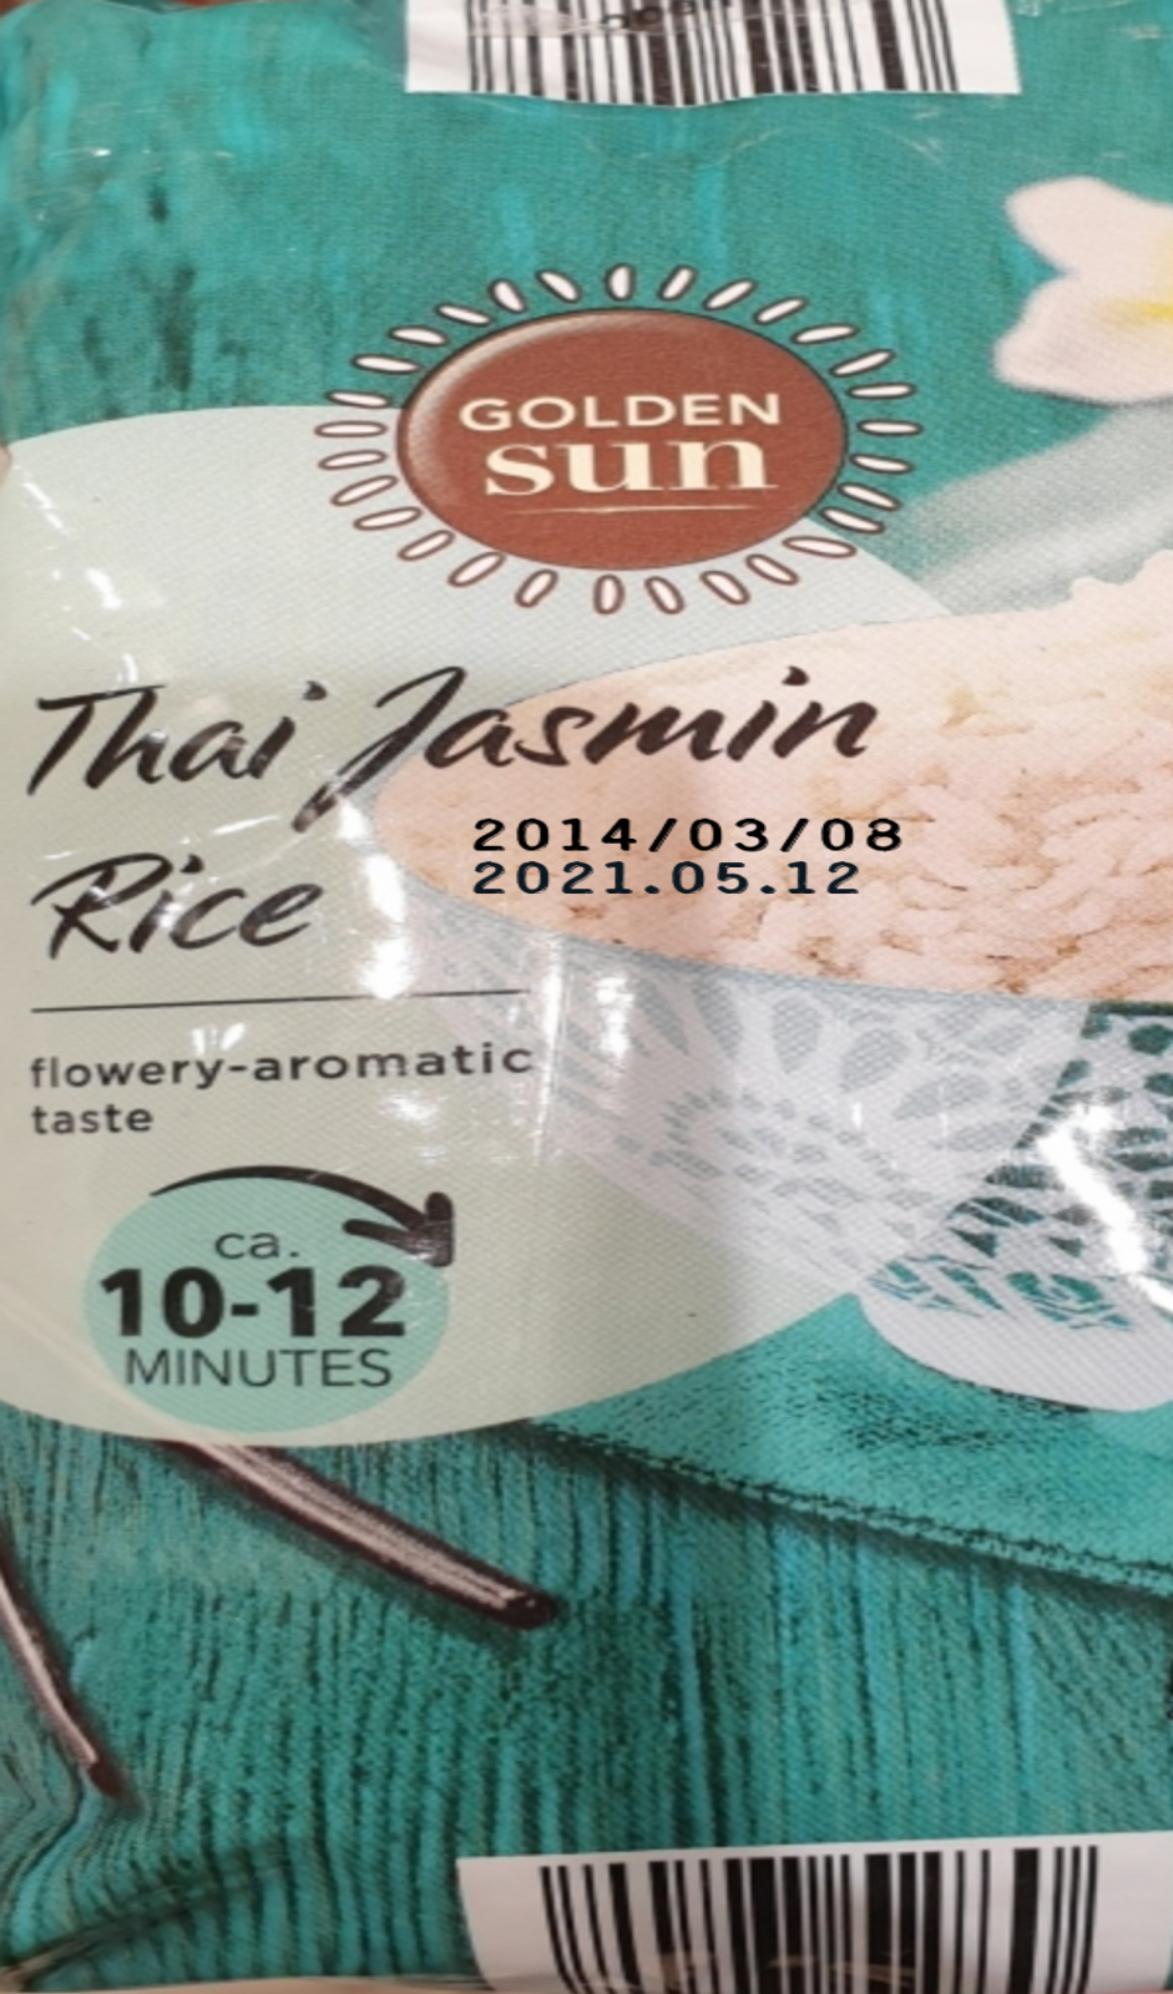 GOLDEN
sun
Thai Jasmin
Rice
2014/03/08
2021.05.12
flowery-aromatic
taste
ca.
10-12
MINUTES